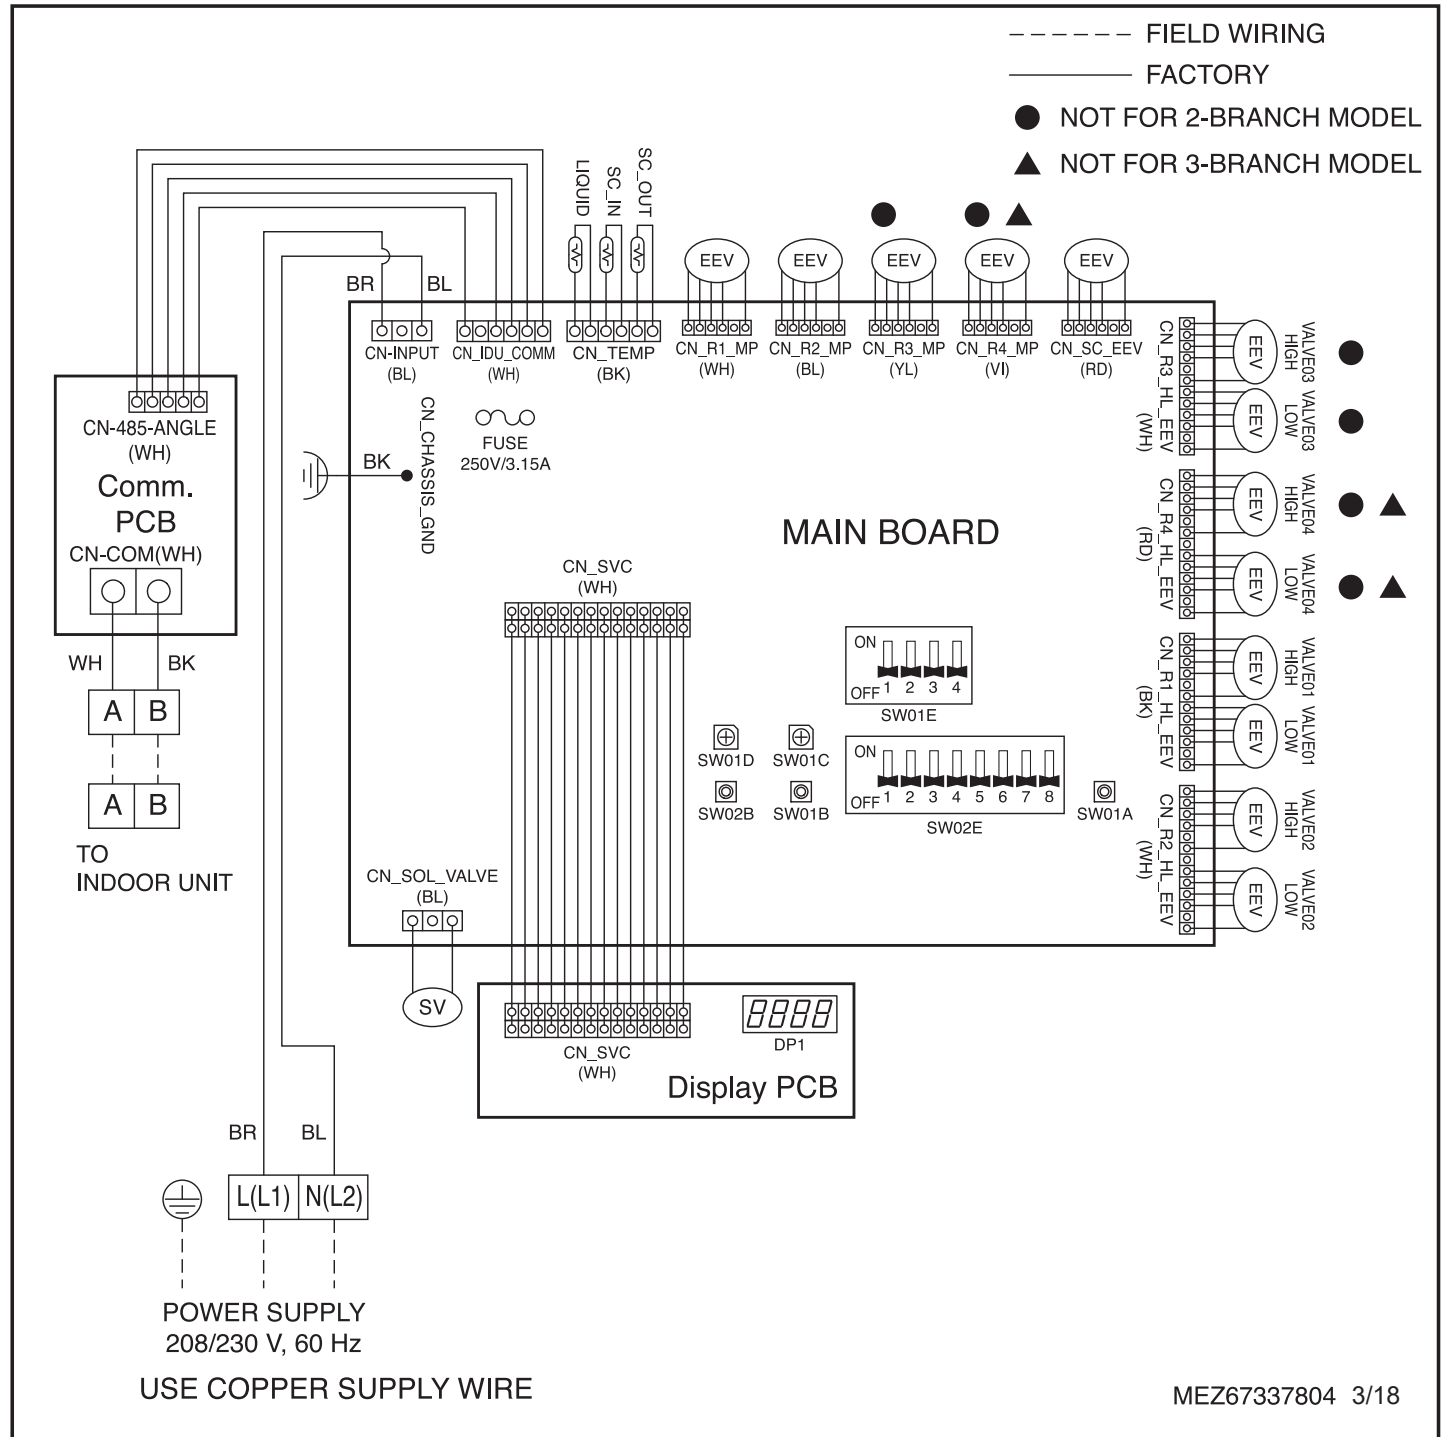 FIELD WIRING
FACTORY
NOT FOR 2-BRANCH MODEL
NOT FOR 3-BRANCH MODEL
LIQUID
SC_IN
SC_OUT
EEV
EEV
EEV
EEV
EEV
BR
BL
CN-INPUT
(BL)
CN_IDU_COMM
(WH)
CN_TEMP
(BK)
CN_R1_MP
(WH)
CN_R2_MP
(BL)
CN_R3_MP
(YL)
CN_R4_MP
(VI)
CN_SC_EEV
(RD)
CN-485-ANGLE
(WH)
Comm.
PCB
CN-COM(WH)
WH
BK
A B
A B
TO
INDOOR UNIT
BK
CN_CHASSIS_GND
FUSE
250V/3.15A
MAIN BOARD
CN_SVC
(WH)
ON
OFF 1 2 3 4
SW01E
ON
OFF 1 2 3 4 5 6 7 8
SW02E
SW01D
SW01C
SW02B
SW01B
SW01A
CN_R3_HL_EEV
(WH)
EEV
VALVE03
HIGH
EEV
VALVE03
LOW
CN_R4_HL_EEV
(RD)
EEV
VALVE04
HIGH
EEV
VALVE04
LOW
CN_R1_HL_EEV
(BK)
EEV
VALVE01
HIGH
EEV
VALVE01
LOW
CN_R2_HL_EEV
(WH)
EEV
VALVE02
HIGH
EEV
VALVE02
LOW
CN_SOL_VALVE
(BL)
SV
CN_SVC
(WH)
8888
DP1
Display PCB
BR
BL
L(L1) N(L2)
POWER SUPPLY
208/230 V, 60 Hz
USE COPPER SUPPLY WIRE
MEZ67337804 3/18